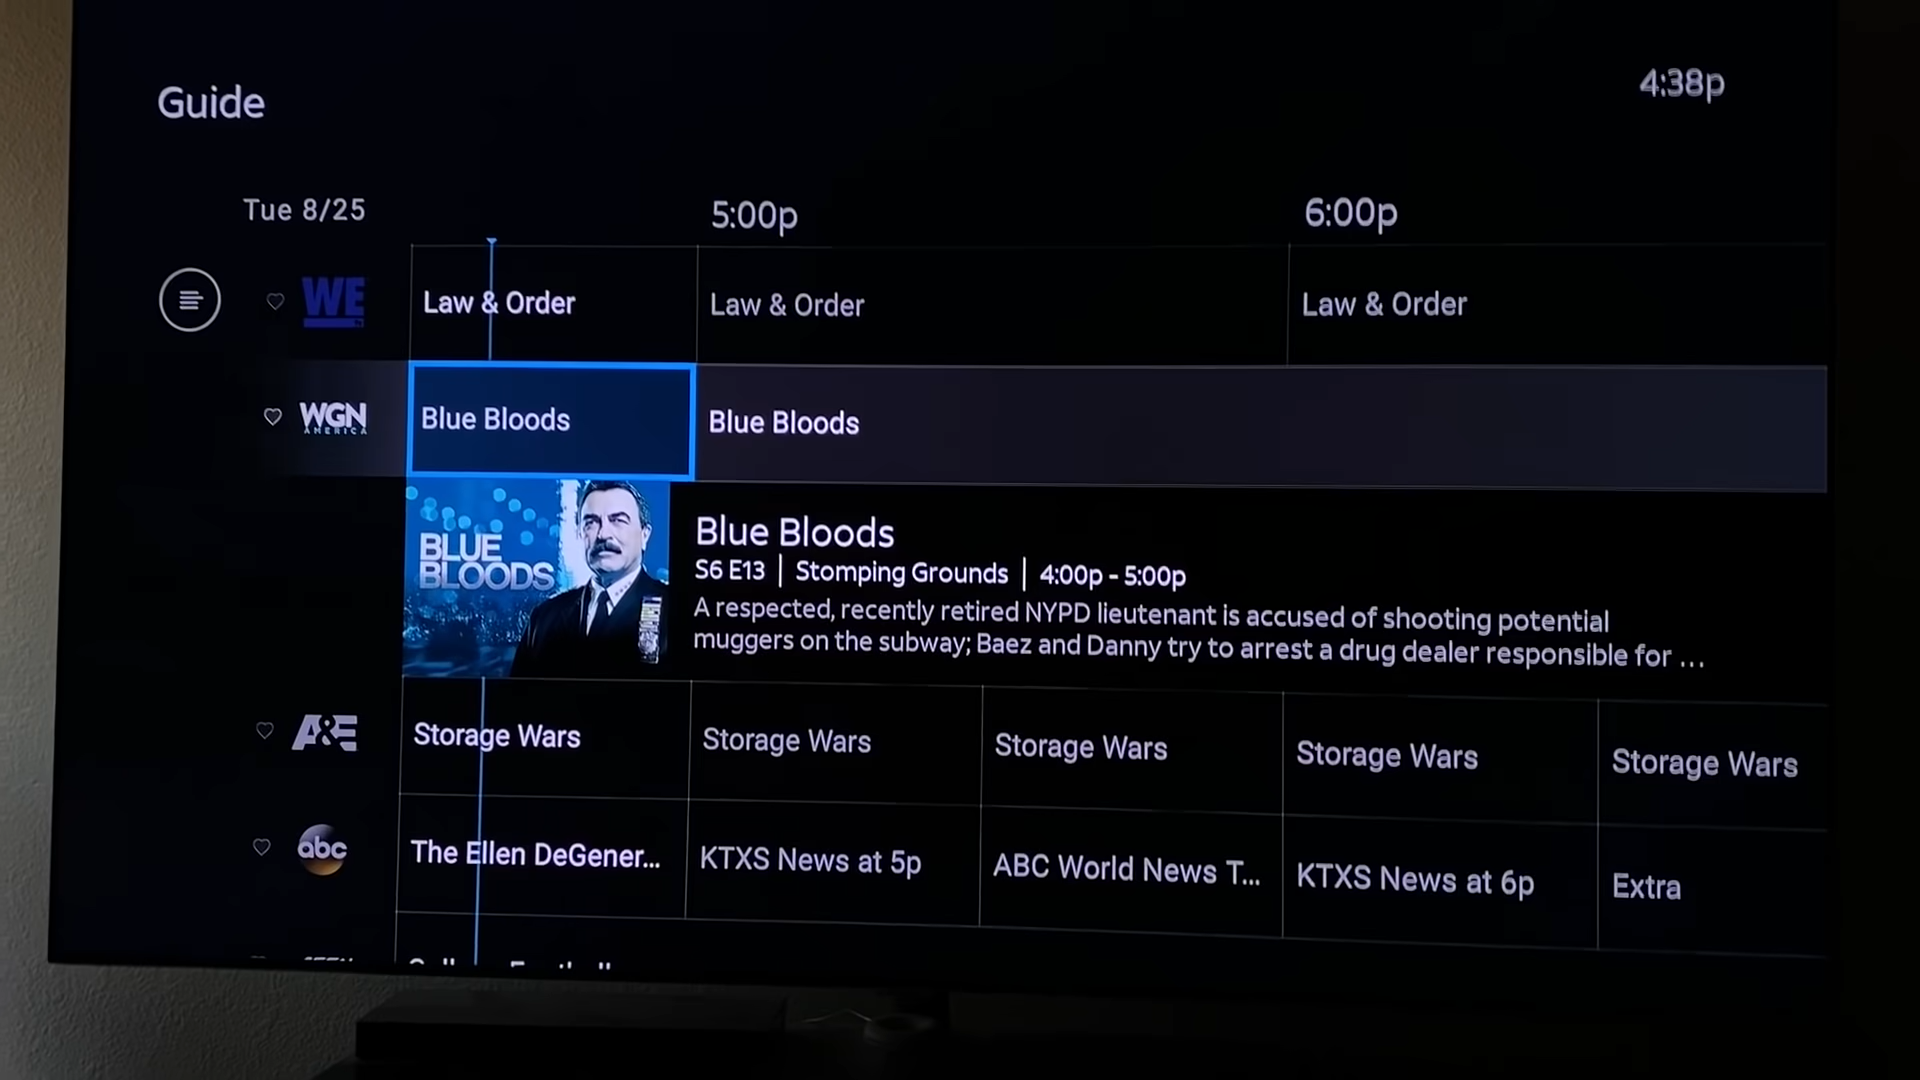 Guide
4:38p
Tue 8/25
5:00p
6:00p
WE
tv
Law & Order
Law & Order
Law & Order
WGN
AMERICA
Blue Bloods
Blue Bloods
BLUE
BLOODS
Blue Bloods
S6 E13 | Stomping Grounds | 4:00p - 5:00p
A respected, recently retired NYPD lieutenant is accused of shooting potential
muggers on the subway; Baez and Danny try to arrest a drug dealer responsible for ...
A&E
Storage Wars
Storage Wars
Storage Wars
Storage Wars
Storage Wars
abc
The Ellen DeGener...
KTXS News at 5p
ABC World News T...
KTXS News at 6p
Extra